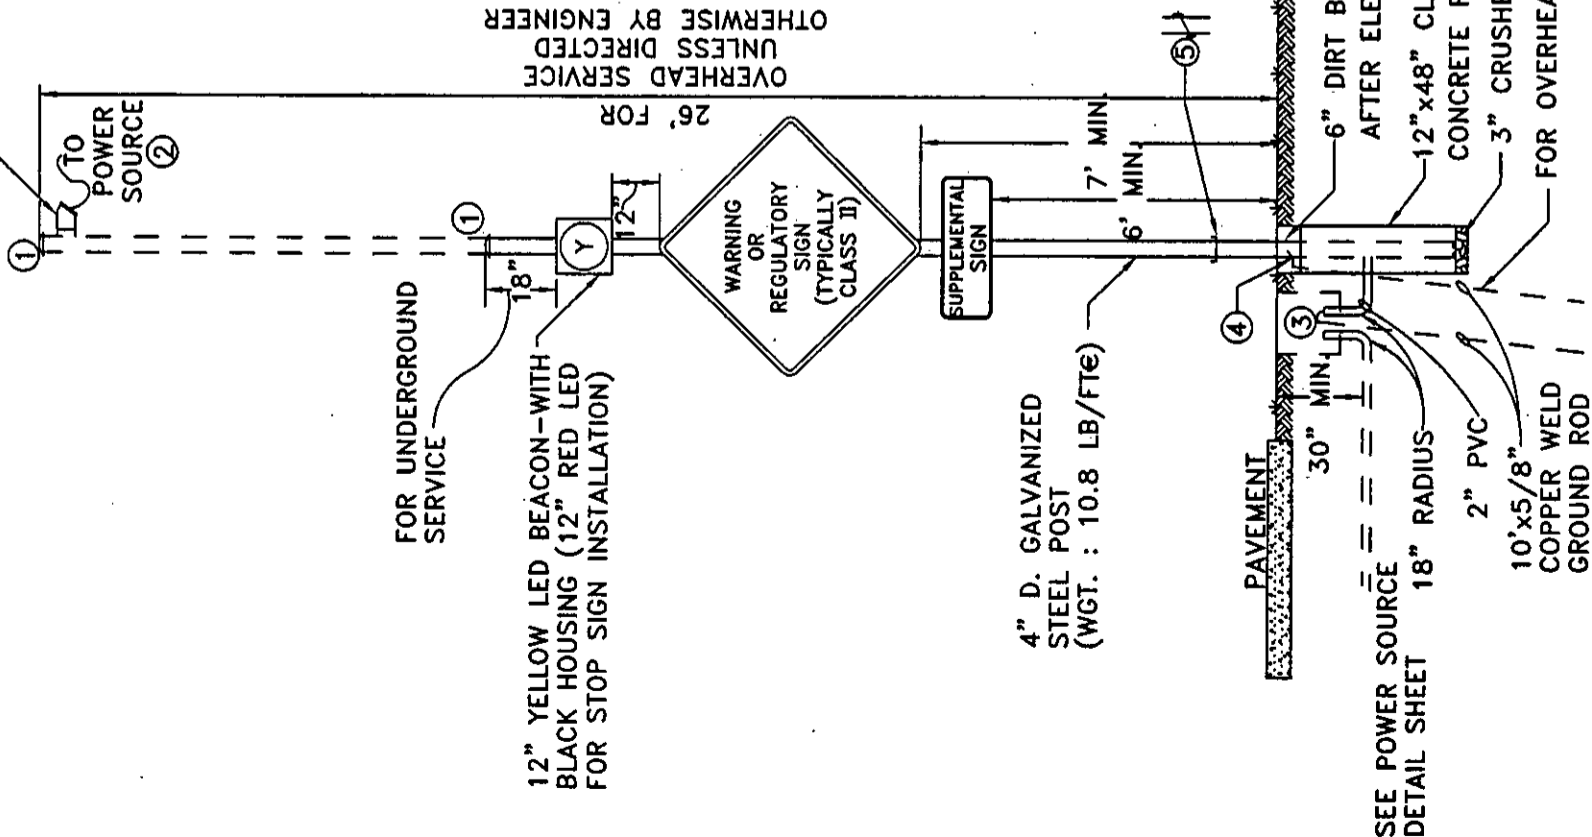 OVERHEAD SERVICE
UNLESS DIRECTED
OTHERWISE BY ENGINEER
26' FOR
①
TO
POWER
SOURCE
②
①
18"
FOR UNDERGROUND
SERVICE
Y
12"
12" YELLOW LED BEACON-WITH
BLACK HOUSING (12" RED LED
FOR STOP SIGN INSTALLATION)
WARNING
OR
REGULATORY
SIGN
(TYPICALLY
CLASS II)
SUPPLEMENTAL
SIGN
7' MIN.
6' MIN.
⑤
4" D. GALVANIZED
STEEL POST
(WGT. : 10.8 LB/FT€)
PAVEMENT
④
③
30" MIN.
6" DIRT B
AFTER ELE
12"x48" CL
CONCRETE F
3" CRUSHE
FOR OVERHEA
SEE POWER SOURCE
DETAIL SHEET
18" RADIUS
2" PVC
10'x5/8"
COPPER WELD
GROUND ROD